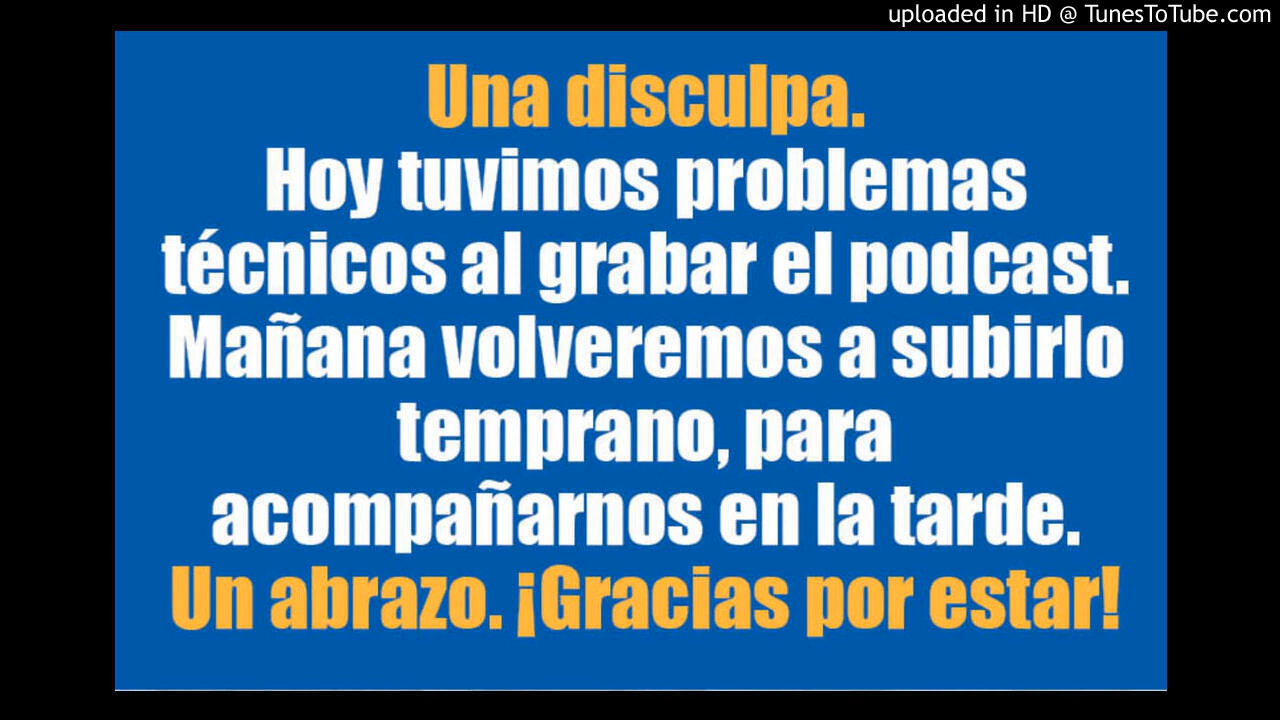 uploaded in HD @ TunesToTube.com
Una disculpa.
Hoy tuvimos problemas
técnicos al grabar el podcast.
Mañana volveremos a subirlo
temprano, para
acompañarnos en la tarde.
Un abrazo. ¡Gracias por estar!